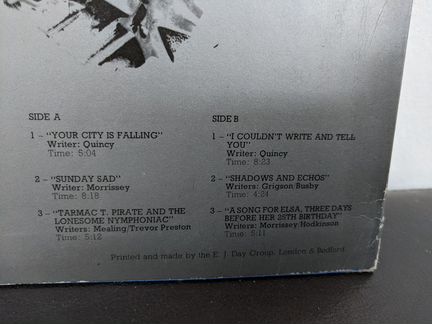 SIDE A
1 – "YOUR CITY IS FALLING"
Writer: Quincy
Time: 5:04
2 – "SUNDAY SAD"
Writer: Morrissey
Time: 8:18
3 – "TARMAC T. PIRATE AND THE
LONESOME NYMPHONIAC"
Writers: Mealing/Trevor Preston
Time: 5:12
SIDE B
1 – "I COULDN'T WRITE AND TELL
YOU"
Writer: Quincy
Time: 8:23
2 – "SHADOWS AND ECHOS"
Writers: Grigson/Busby
Time: 4:24
3 – "A SONG FOR ELSA, THREE DAYS
BEFORE HER 25TH BIRTHDAY"
Writers: Morrissey/Hodkinson
Time: 5:11
Printed and made by the E. J. Day Group, London & Bedford.